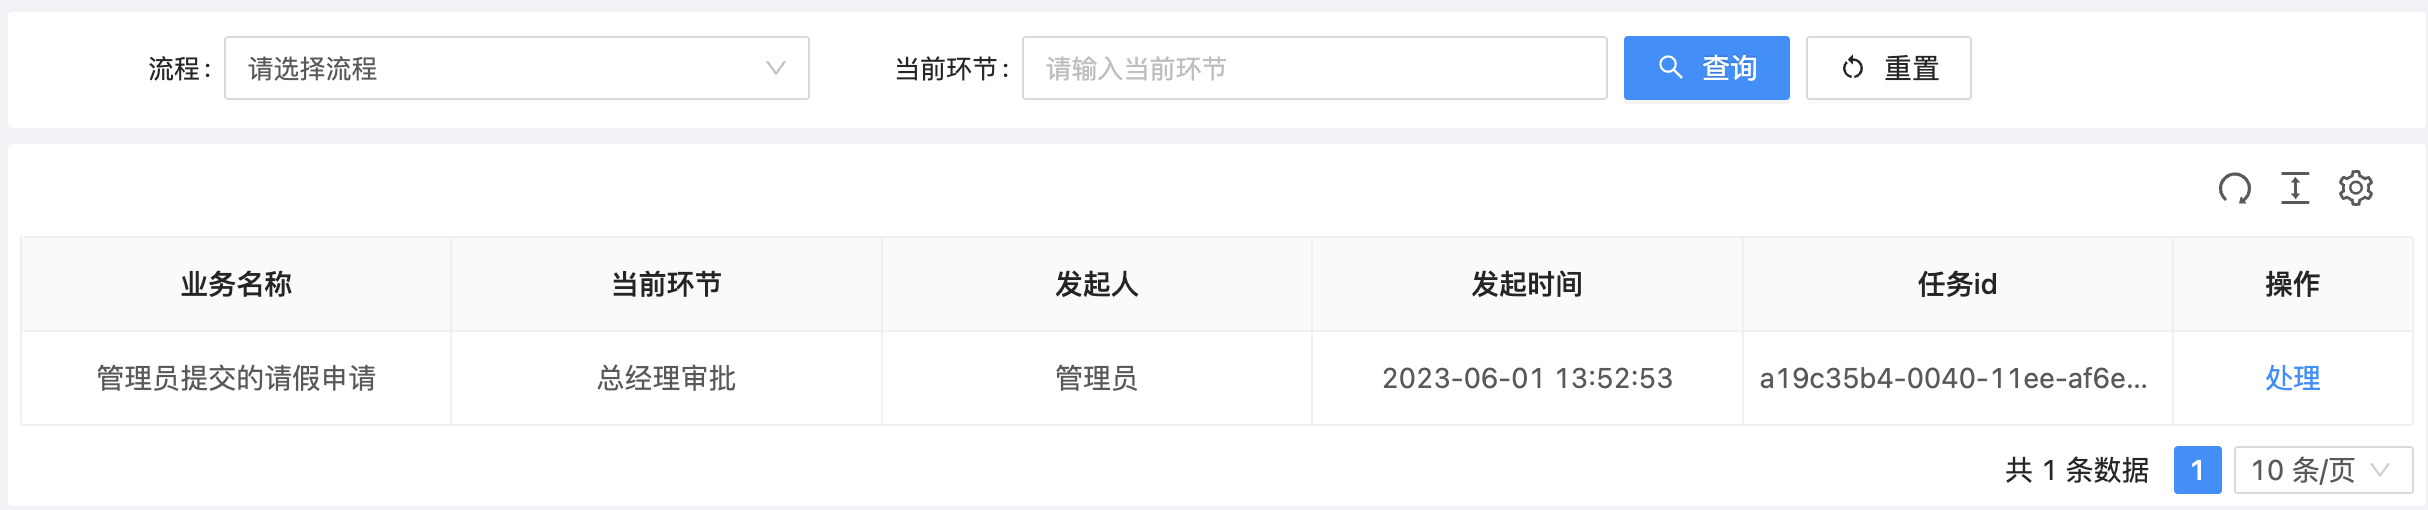 流程: 请选择流程 当前环节: 请输入当前环节 查询 重置
业务名称 当前环节 发起人 发起时间 任务id 操作
管理员提交的请假申请 总经理审批 管理员 2023-06-01 13:52:53 a19c35b4-0040-11ee-af6e... 处理
共 1 条数据 1 10 条/页